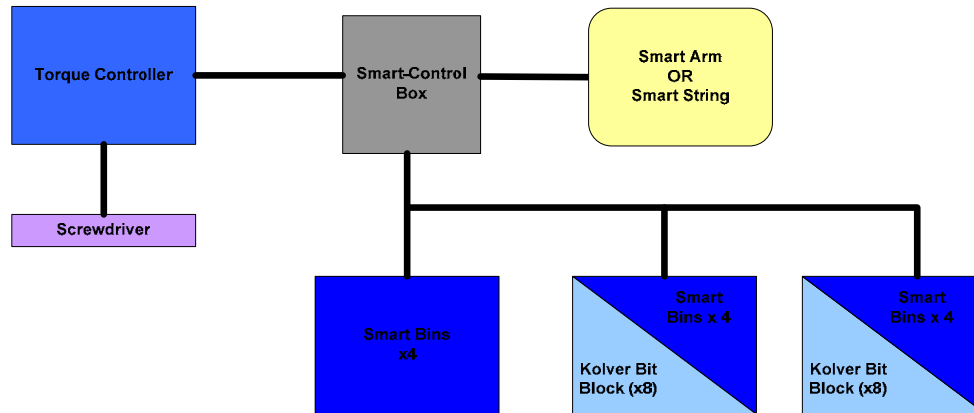 Torque Controller
Smart-Control
Box
Smart Arm
OR
Smart String
Screwdriver
Smart Bins
x4
Smart
Bins x 4
Kolver Bit
Block (x8)
Smart
Bins x 4
Kolver Bit
Block (x8)